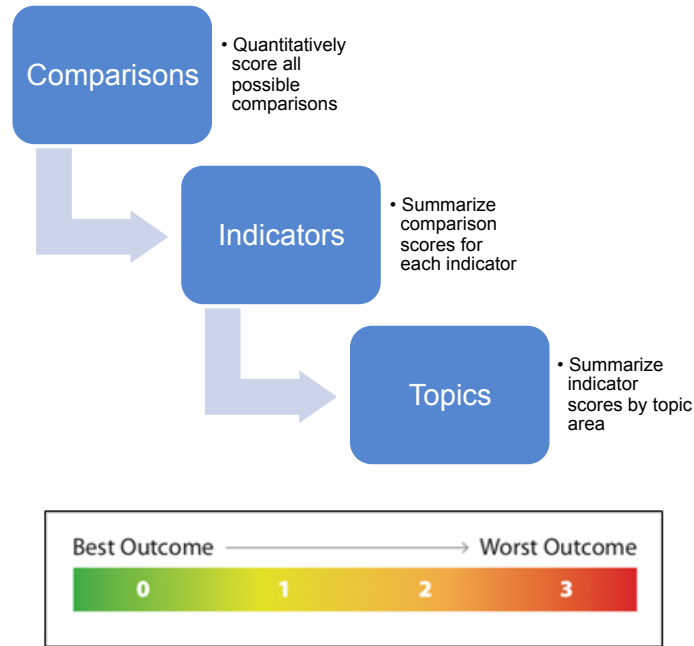 Comparisons
• Quantitatively
score all
possible
comparisons
Indicators
• Summarize
comparison
scores for
each indicator
Topics
• Summarize
indicator
scores by topic
area
Best Outcome Worst Outcome
0 1 2 3